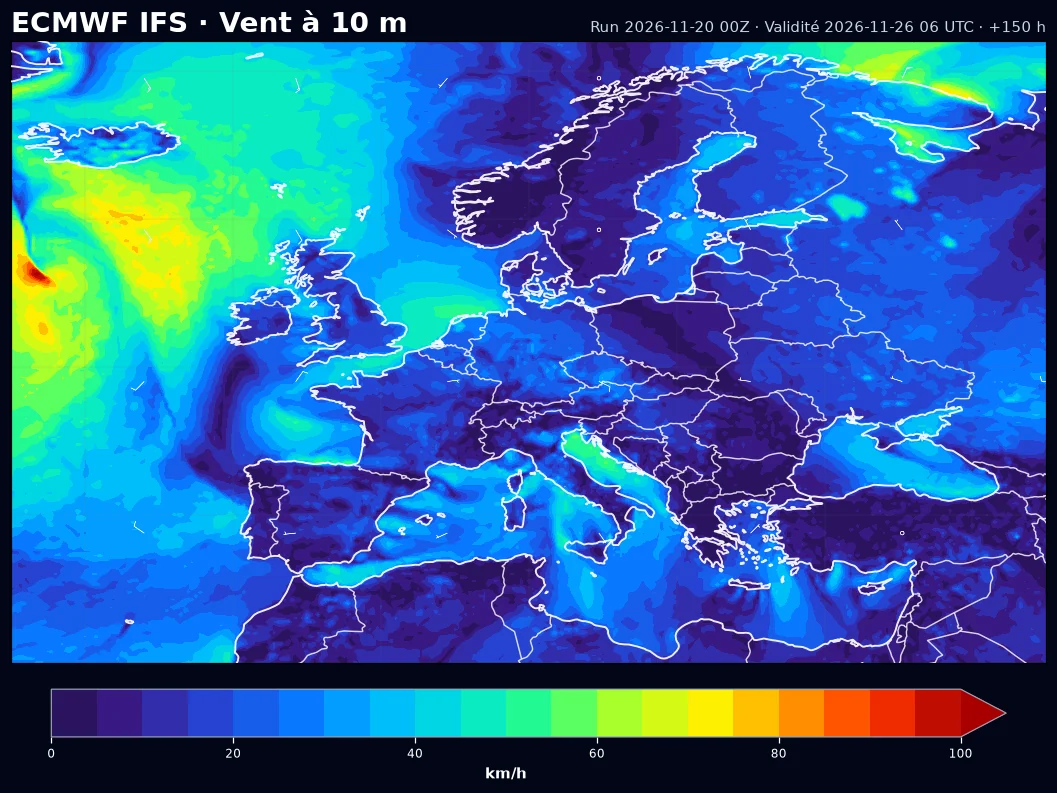 ECMWF IFS · Vent à 10 m
Run 2026-11-20 00Z · Validité 2026-11-26 06 UTC · +150 h
0 20 40 60 80 100
km/h